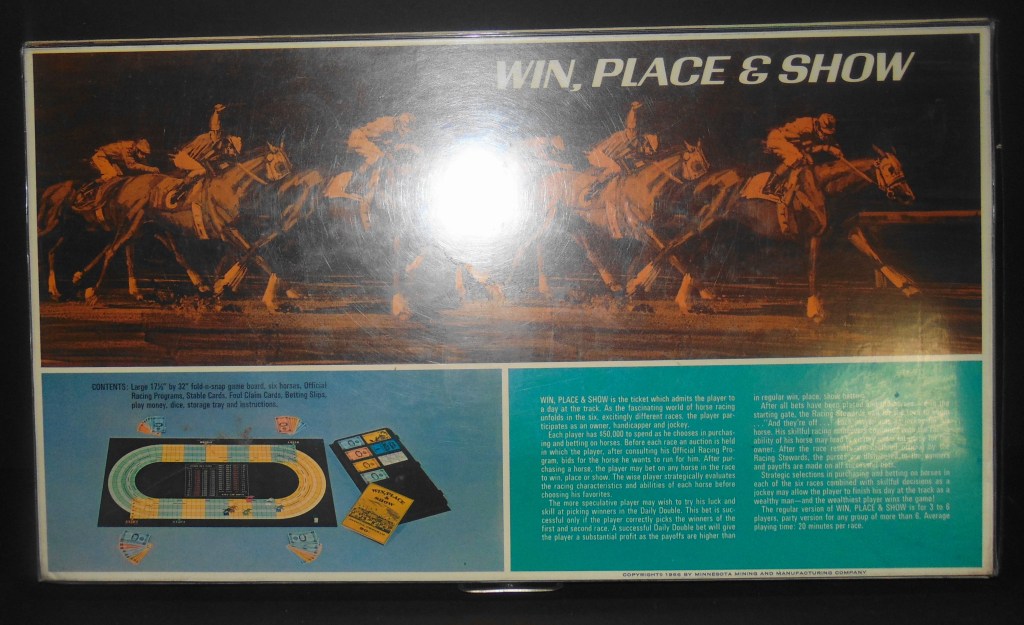 WIN, PLACE & SHOW
CONTENTS: Large 17½" by 32" fold-n-snap game board, six horses, Official
Racing Programs, Stable Cards, Foul Claim Cards, Betting Slips,
play money, dice, storage tray and instructions.
WIN, PLACE
&
SHOW
WIN, PLACE & SHOW is the ticket which admits the player to
a day at the track. As the fascinating world of horse racing
unfolds in the six, excitingly different races, the player par-
ticipates as an owner, handicapper and jockey.
Each player has $50,000 to spend as he chooses in purchas-
ing and betting on horses. Before each race an auction is held
in which the player, after consulting his Official Racing Pro-
gram, bids for the horse he wants to run for him. After pur-
chasing a horse, the player may bet on any horse in the race
to win, place or show. The wise player strategically evaluates
the racing characteristics and abilities of each horse before
choosing his favorites.
The more speculative player may wish to try his luck and
skill at picking winners in the Daily Double. This bet is suc-
cessful only if the player correctly picks the winners of the
first and second race. A successful Daily Double bet will give
the player a substantial profit as the payoffs are higher than
in regular win, place, show
After all bets have been placed
starting gate, the Racing
. . ."And they're off . .
horse. His skillful racing
ability of his horse may lead
owner. After the race
Racing Stewards, the purses are
and payoffs are made on all
Strategic selections in purchasing and betting on horses in
each of the six races combined with skillful decisions as a
jockey may allow the player to finish his day at the track as a
wealthy man—and the wealthiest player wins the game!
The regular version of WIN, PLACE & SHOW is for 3 to 6
players, party version for any group of more than 6. Average
playing time: 20 minutes per race.
COPYRIGHT© 1966 BY MINNESOTA MINING AND MANUFACTURING COMPANY